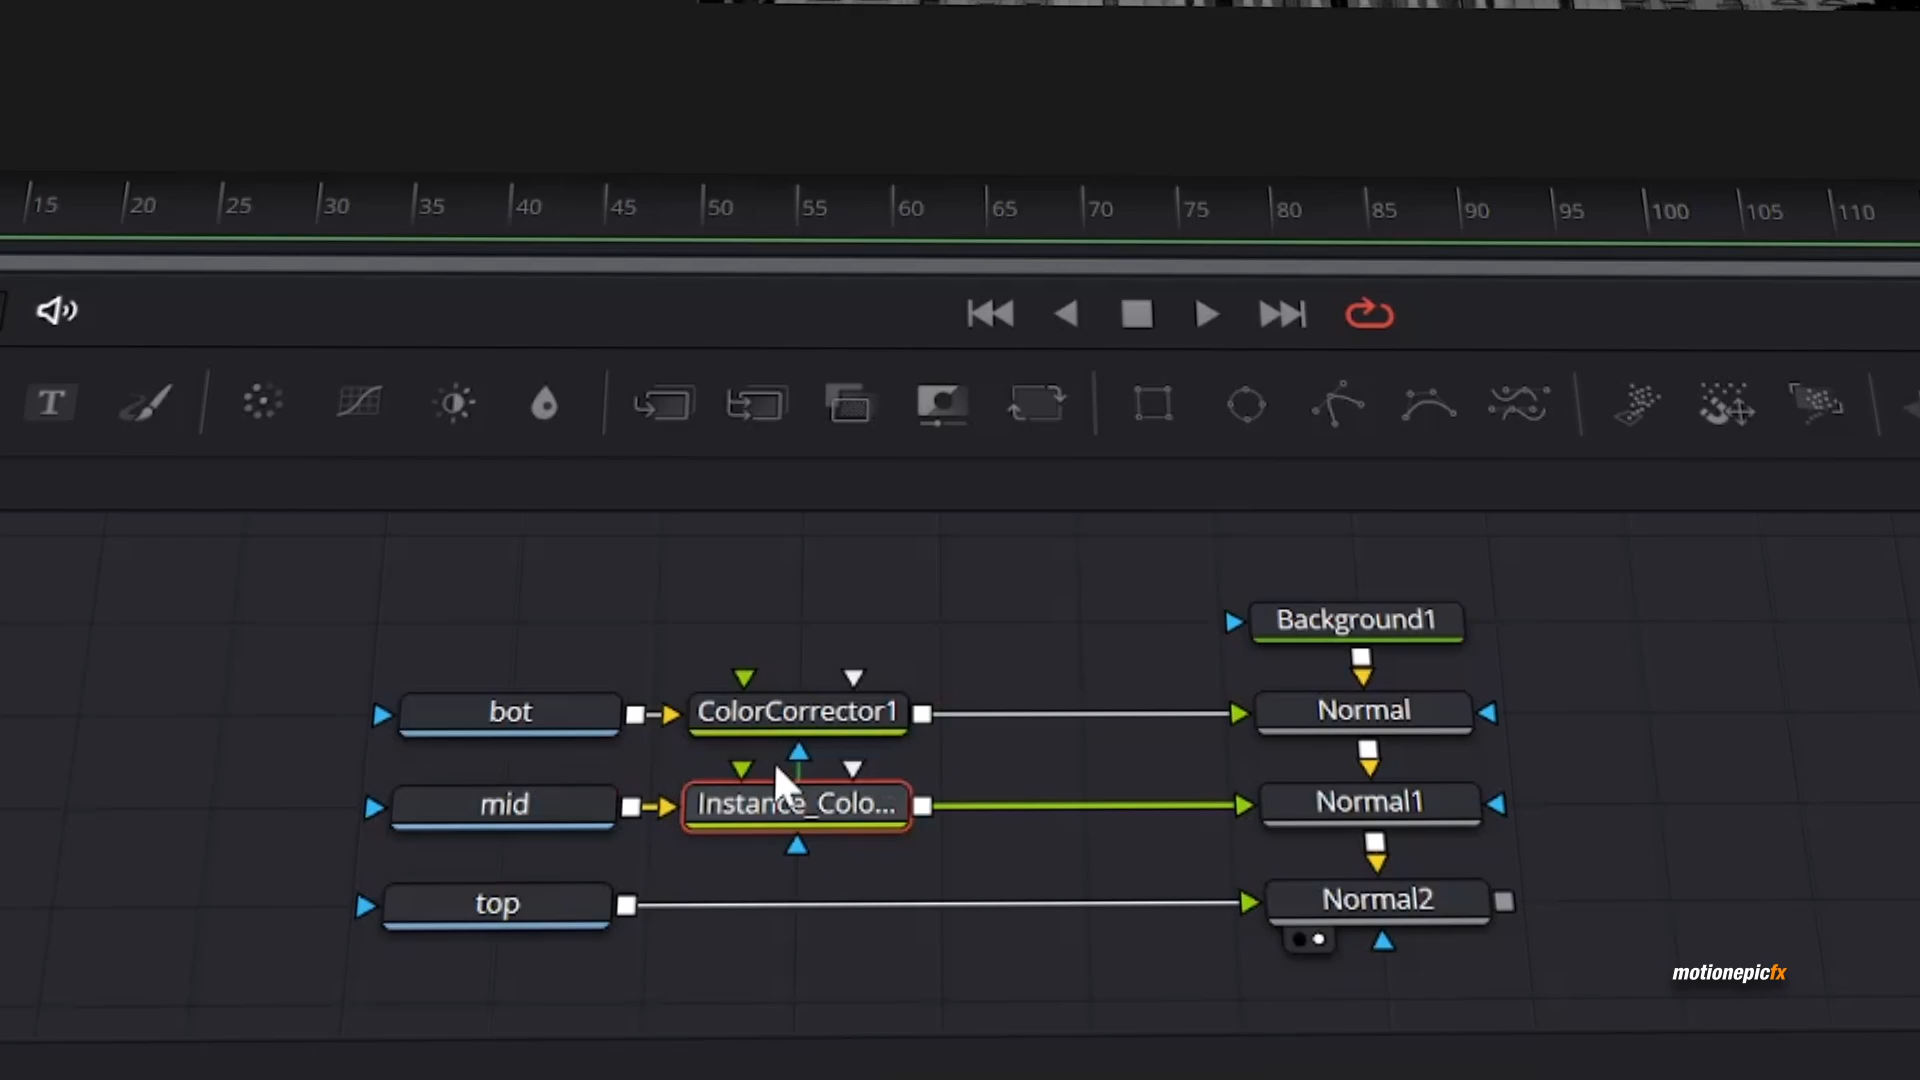 15 20 25 30 35 40 45 50 55 60 65 70 75 80 85 90 95 100 105 110
T
Background1
bot ColorCorrector1 Normal
mid Instance_Colo... Normal1
top Normal2
motionepicfx